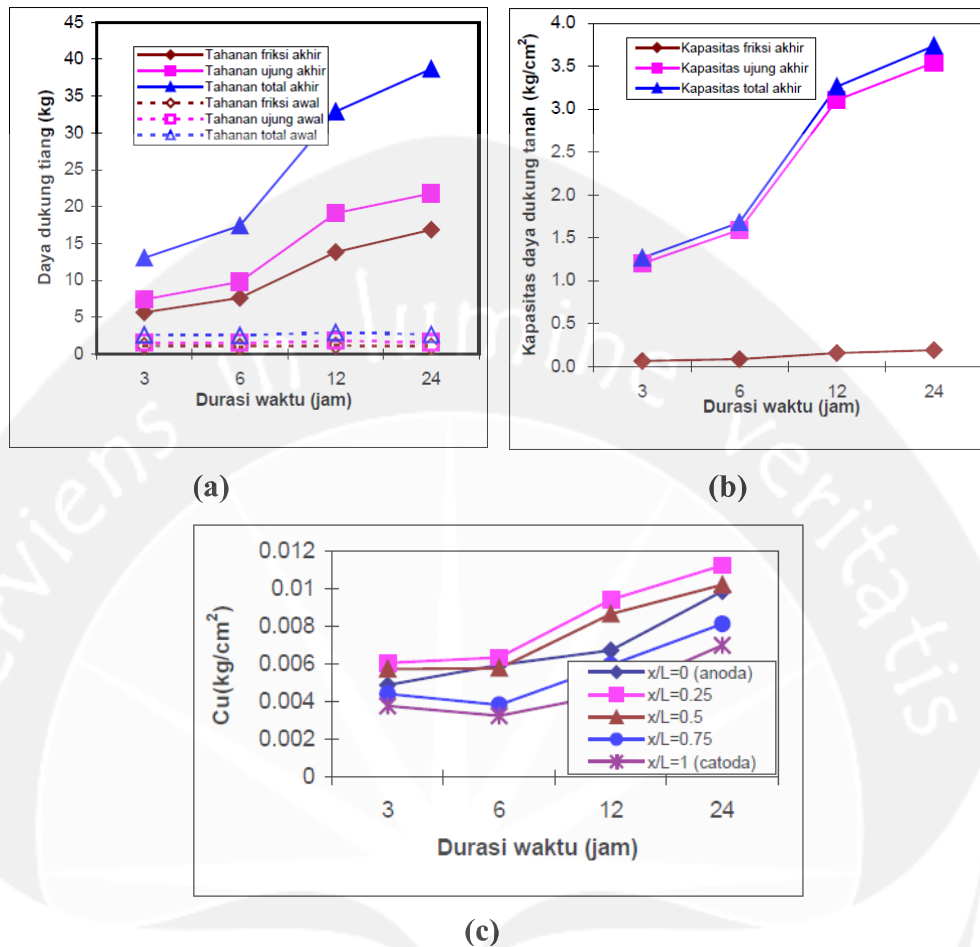 Daya dukung tiang (kg)
45
40
35
30
25
20
15
10
5
0
Tahanan friksi akhir
Tahanan ujung akhir
Tahanan total akhir
Tahanan friksi awal
Tahanan ujung awal
Tahanan total awal
3 6 12 24
Durasi waktu (jam)
(a)
Kapasitas daya dukung tanah (kg/cm²)
4.0
3.5
3.0
2.5
2.0
1.5
1.0
0.5
0.0
Kapasitas friksi akhir
Kapasitas ujung akhir
Kapasitas total akhir
3 6 12 24
Durasi waktu (jam)
(b)
Cu(kg/cm²)
0.012
0.01
0.008
0.006
0.004
0.002
0
x/L=0 (anoda)
x/L=0.25
x/L=0.5
x/L=0.75
x/L=1 (catoda)
3 6 12 24
Durasi waktu (jam)
(c)
serviens in lumine veritatis